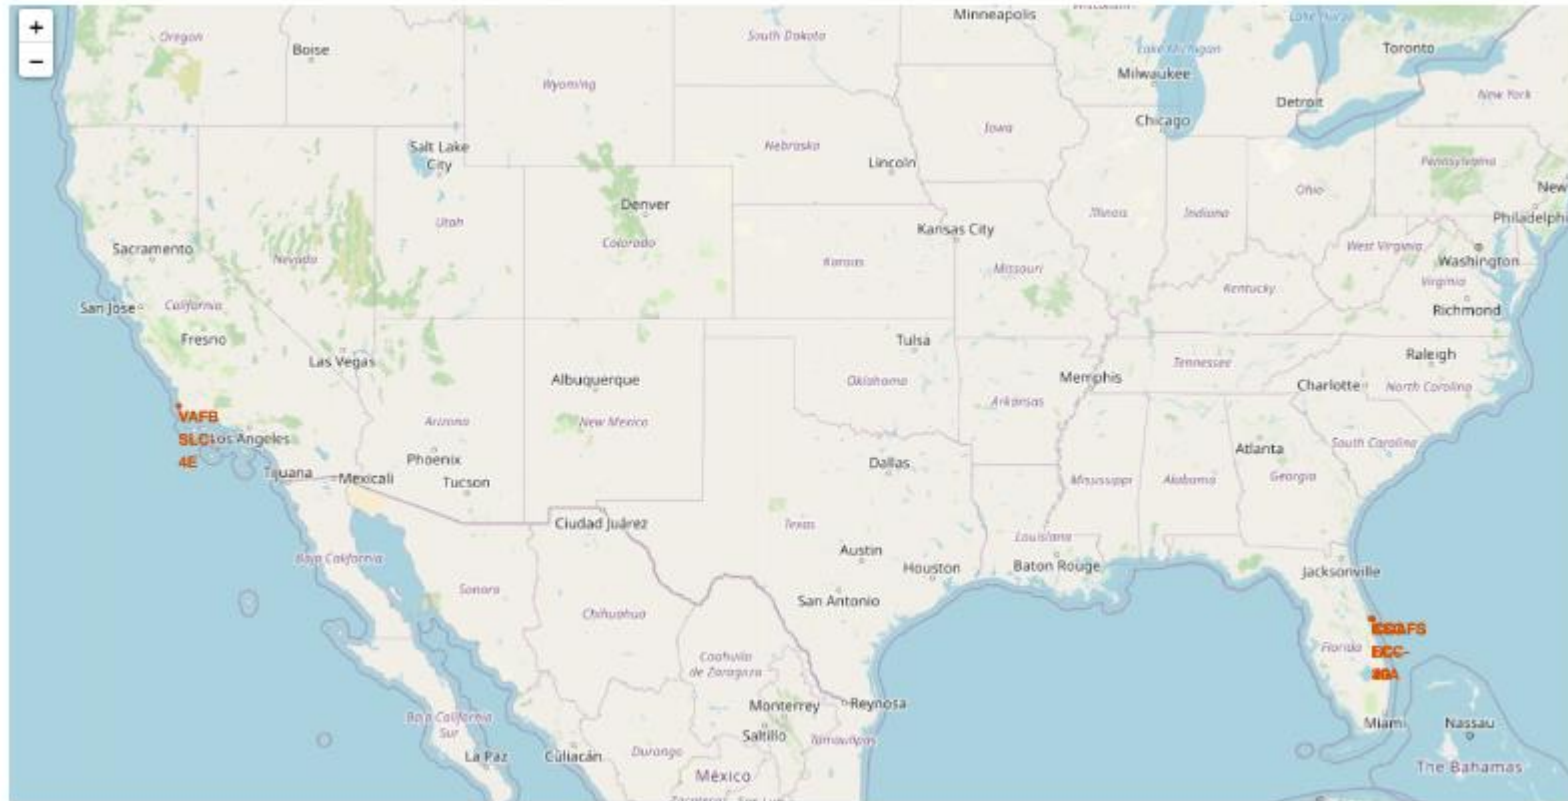 +
−
Oregon
Boise
Wyoming
South Dakota
Minneapolis
Lake Michigan
Milwaukee
Toronto
Detroit
Chicago
New York
Iowa
Nebraska
Salt Lake
City
Lincoln
Pennsylvania
Ohio
New
Philadelphi
Denver
Utah
Colorado
Kansas City
Illinois
Indiana
Sacramento
Nevada
Kansas
Missouri
West Virginia
Washington
Virginia
Kentucky
San Jose
California
Richmond
Fresno
Las Vegas
Tulsa
Raleigh
Tennessee
Albuquerque
Oklahoma
Memphis
Charlotte
North Carolina
Arkansas
VAFB
SLC-
4E
Los Angeles
Arizona
New Mexico
South Carolina
Atlanta
Phoenix
Dallas
Tijuana
Mexicali
Tucson
Mississippi
Alabama
Georgia
Ciudad Juárez
Texas
Louisiana
Austin
Houston
Baton Rouge
Jacksonville
Baja California
Sonora
San Antonio
Chihuahua
Florida
Coahuila
de Zaragoza
Monterrey
Reynosa
Miami
Nassau
Baja California
Sur
Saltillo
Tamaulipas
La Paz
Culiacán
Durango
México
The Bahamas